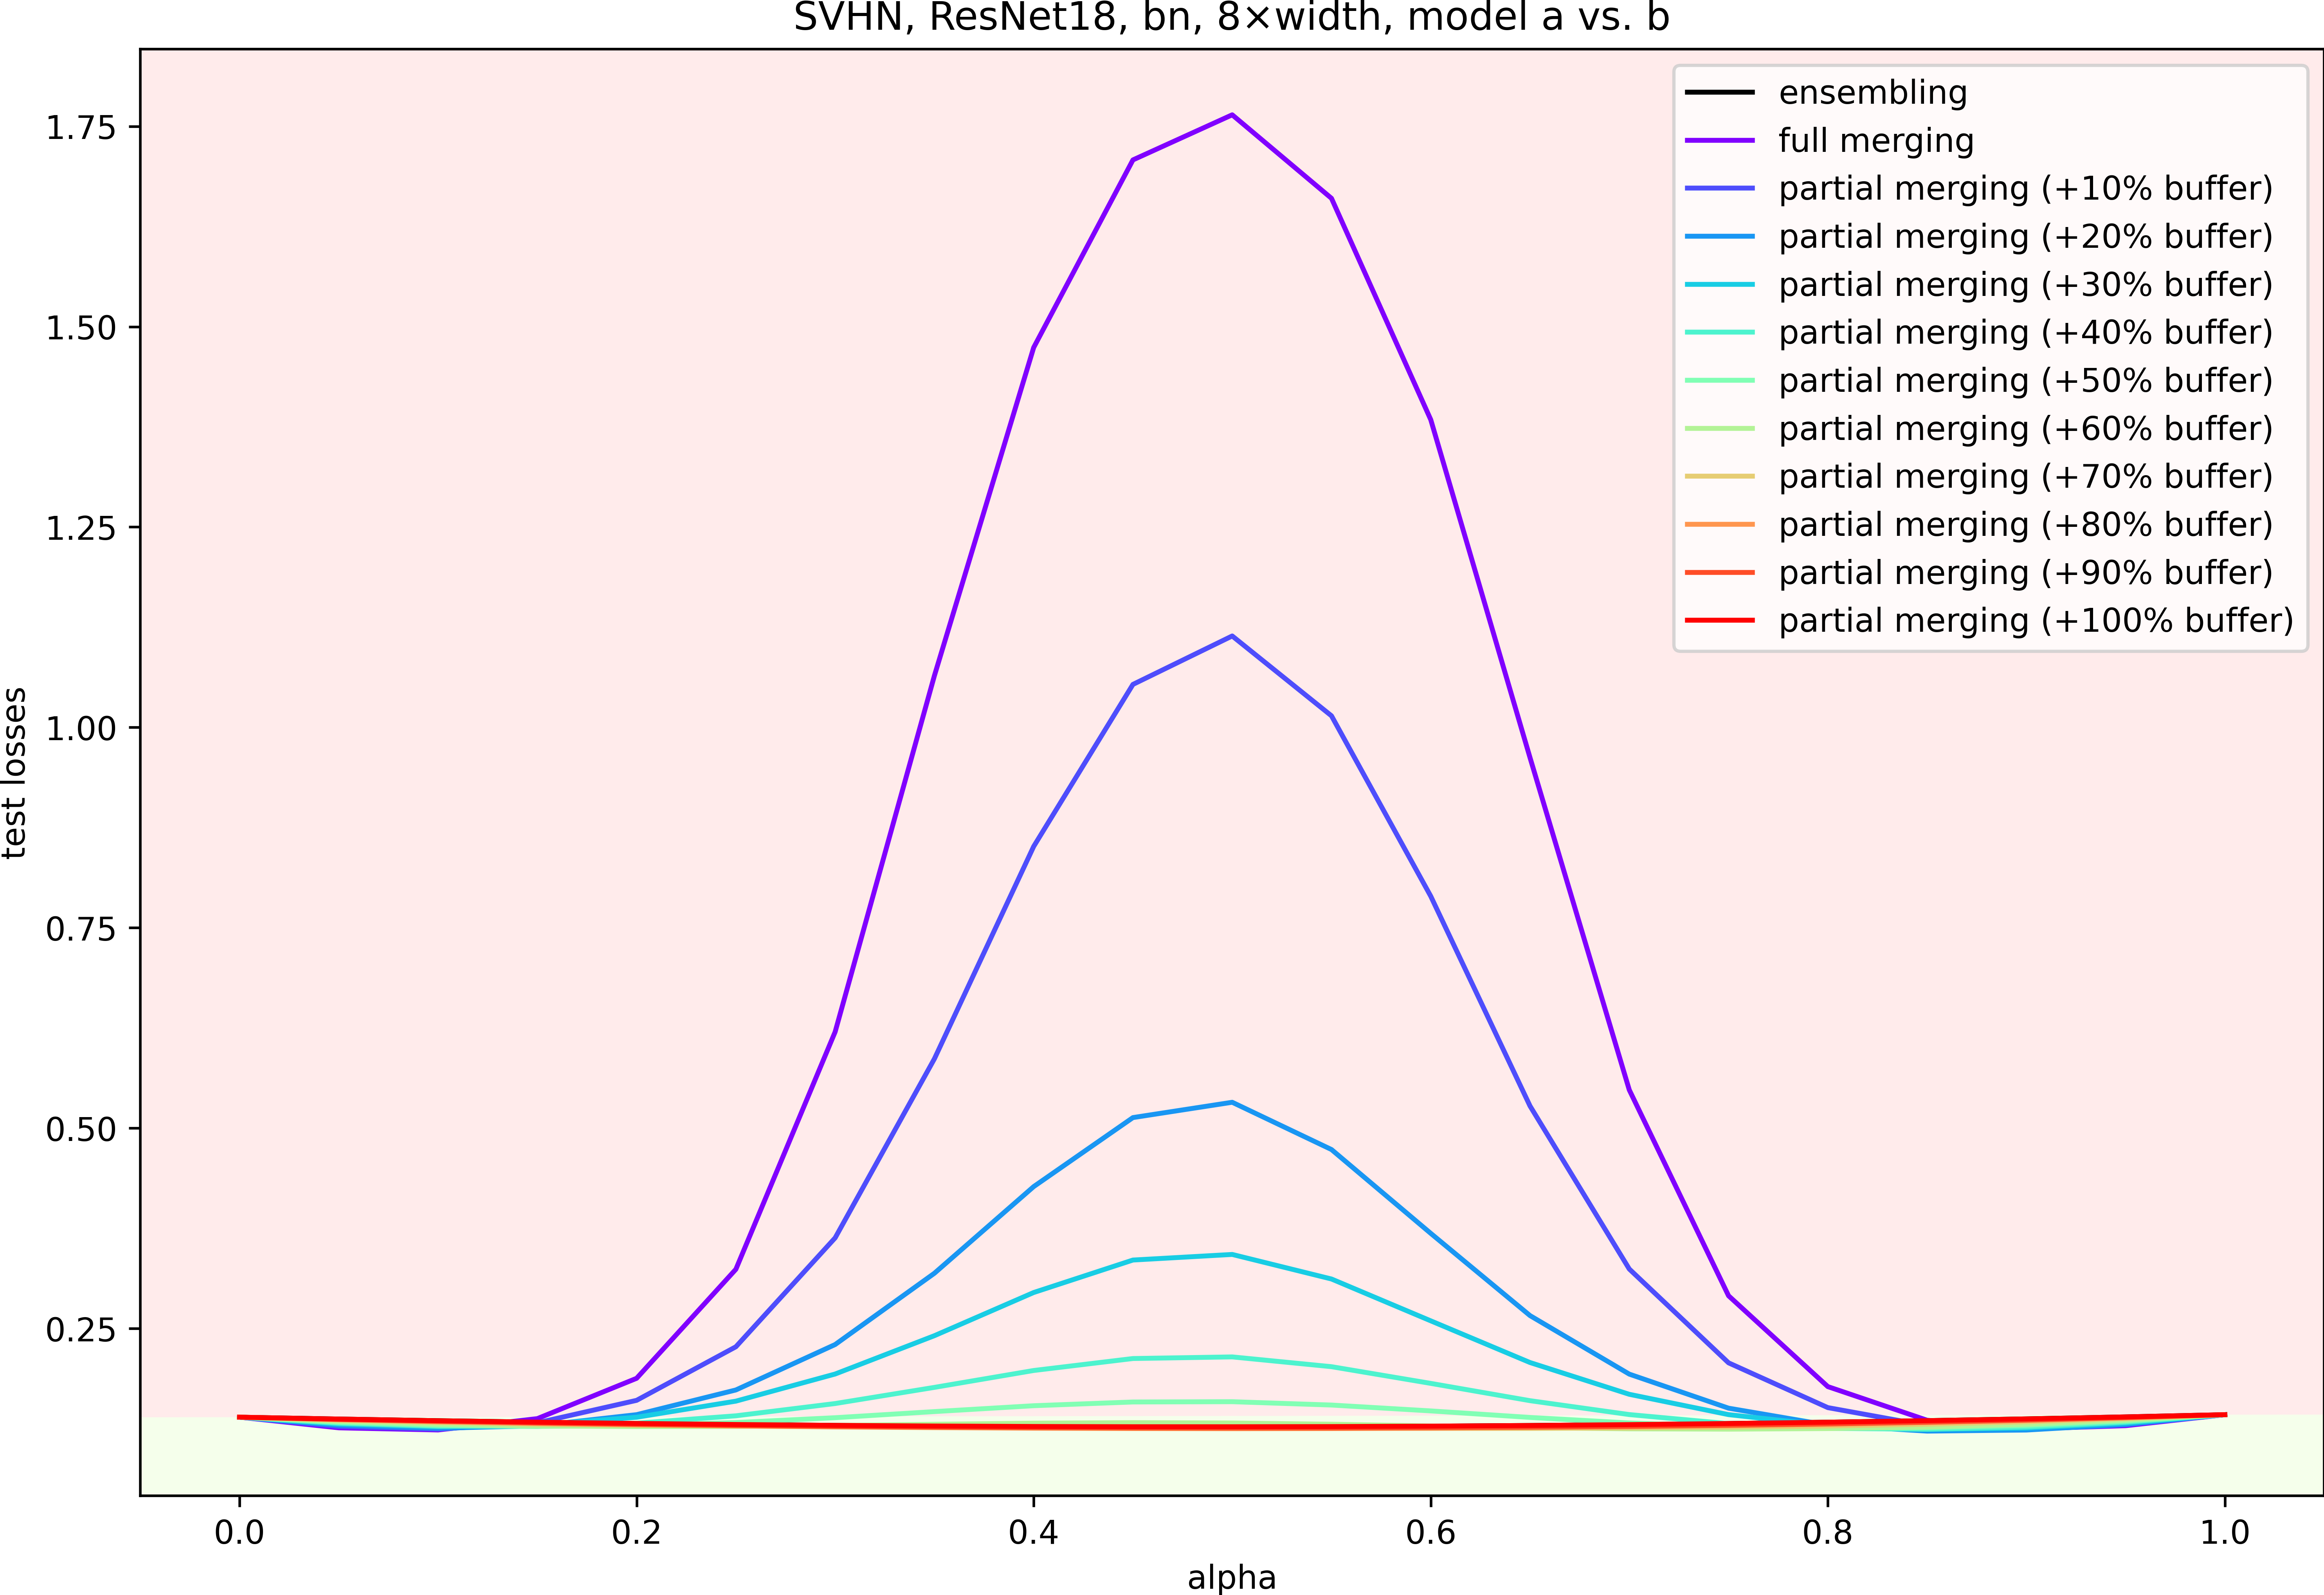 SVHN, ResNet18, bn, 8×width, model a vs. b
ensembling
full merging
partial merging (+10% buffer)
partial merging (+20% buffer)
partial merging (+30% buffer)
partial merging (+40% buffer)
partial merging (+50% buffer)
partial merging (+60% buffer)
partial merging (+70% buffer)
partial merging (+80% buffer)
partial merging (+90% buffer)
partial merging (+100% buffer)
test losses
1.75
1.50
1.25
1.00
0.75
0.50
0.25
0.0
0.2
0.4
0.6
0.8
1.0
alpha